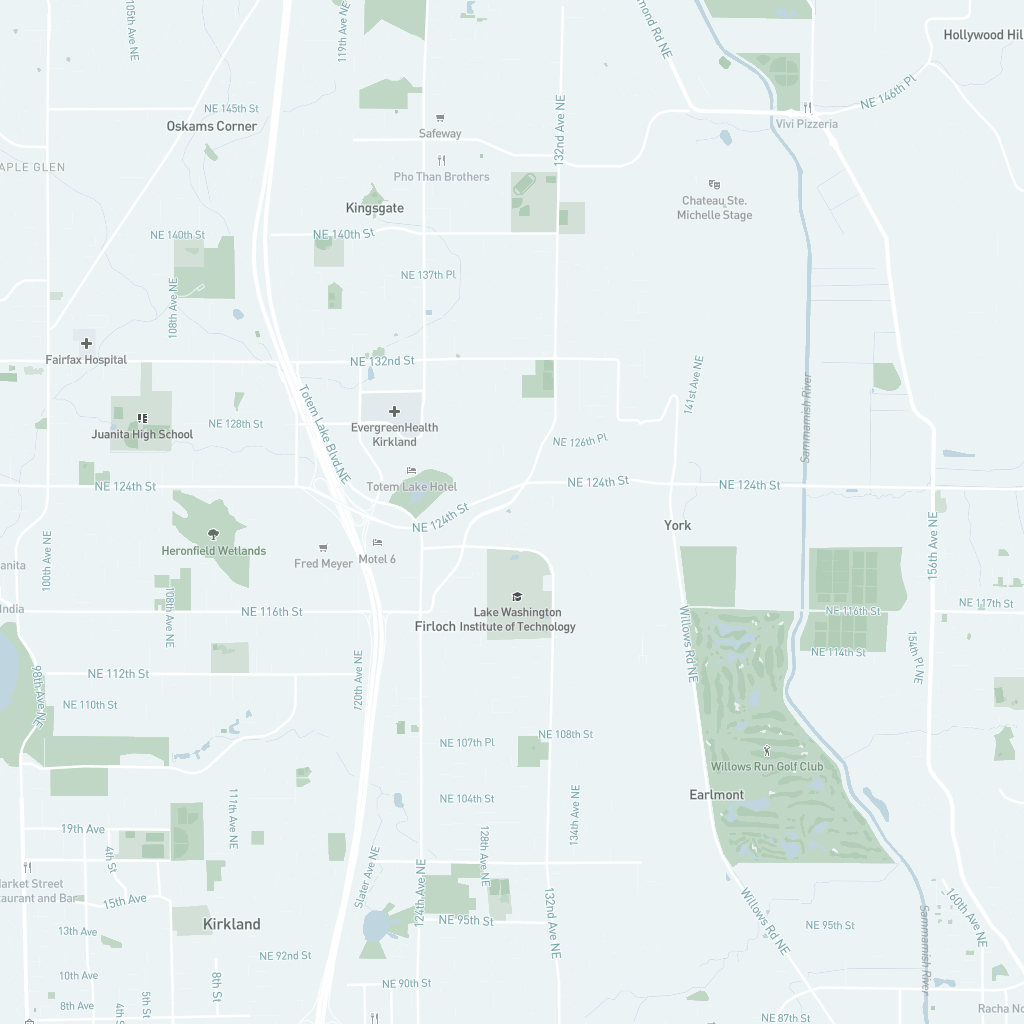 105th Ave NE
119th Ave NE
Hollywood Hil
NE 145th St
Oskams Corner
Safeway
132nd Ave NE
NE 146th Pl
Vivi Pizzeria
APLE GLEN
Pho Than Brothers
Kingsgate
Chateau Ste.
Michelle Stage
NE 140th St
NE 140th St
NE 137th Pl
108th Ave NE
Fairfax Hospital
NE 132nd St
141st Ave NE
Sammamish River
Totem Lake Blvd NE
Juanita High School
NE 128th St
EvergreenHealth
Kirkland
NE 126th Pl
NE 124th St
Totem Lake Hotel
NE 124th St
NE 124th St
NE 124th St
York
Heronfield Wetlands
Fred Meyer
Motel 6
100th Ave NE
156th Ave NE
anita
India
108th Ave NE
NE 116th St
Lake Washington
Institute of Technology
Firloch
NE 116th St
NE 117th St
Willows Rd NE
NE 114th St
154th Pl NE
98th Ave NE
NE 112th St
120th Ave NE
NE 110th St
NE 107th Pl
NE 108th St
Willows Run Golf Club
Earlmont
111th Ave NE
NE 104th St
134th Ave NE
19th Ave
4th St
128th Ave NE
Slater Ave NE
124th Ave NE
arket Street
aurant and Bar
15th Ave
Kirkland
13th Ave
NE 95th St
132nd Ave NE
Willows Rd NE
NE 95th St
160th Ave NE
Sammamish River
NE 92nd St
10th Ave
8th St
5th St
4th St
8th Ave
NE 90th St
NE 87th St
Racha No